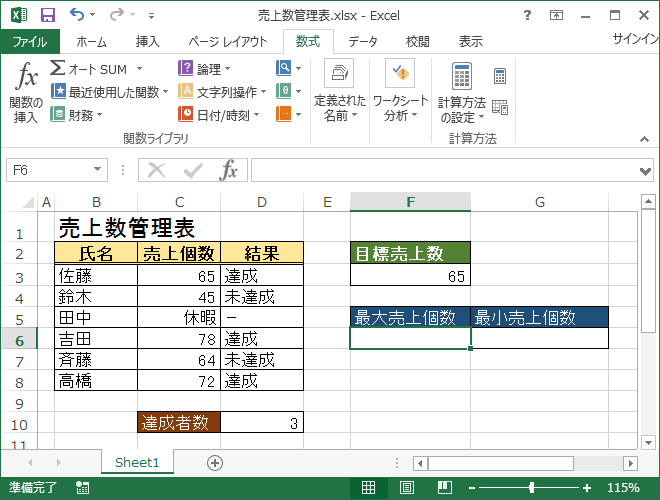 売上数管理表.xlsx - Excel
ファイル ホーム 挿入 ページ レイアウト 数式 データ 校閲 表示 サインイン
fx 関数の挿入
Σ オート SUM
最近使用した関数
財務
論理
文字列操作
日付/時刻
関数ライブラリ
定義された名前
ワークシート分析
計算方法の設定
計算方法
F6 fx
A B C D E F G
1 売上数管理表
2 氏名 売上個数 結果 目標売上数
3 佐藤 65 達成 65
4 鈴木 45 未達成
5 田中 休暇 － 最大売上個数 最小売上個数
6 吉田 78 達成
7 斉藤 64 未達成
8 高橋 72 達成
9
10 達成者数 3
11
Sheet1
準備完了 115%